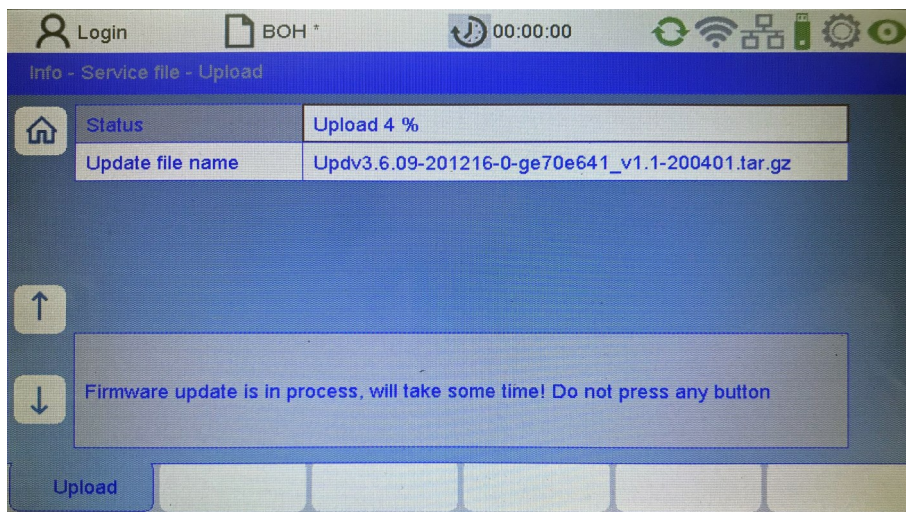 Login BOH * 00:00:00
Info - Service file - Upload
Status Upload 4 %
Update file name Updv3.6.09-201216-0-ge70e641_v1.1-200401.tar.gz
Firmware update is in process, will take some time! Do not press any button
Upload